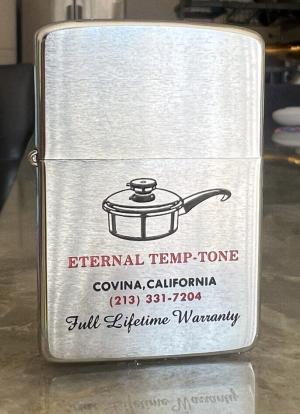 ETERNAL TEMP-TONE
COVINA, CALIFORNIA
(213) 331-7204
Full Lifetime Warranty